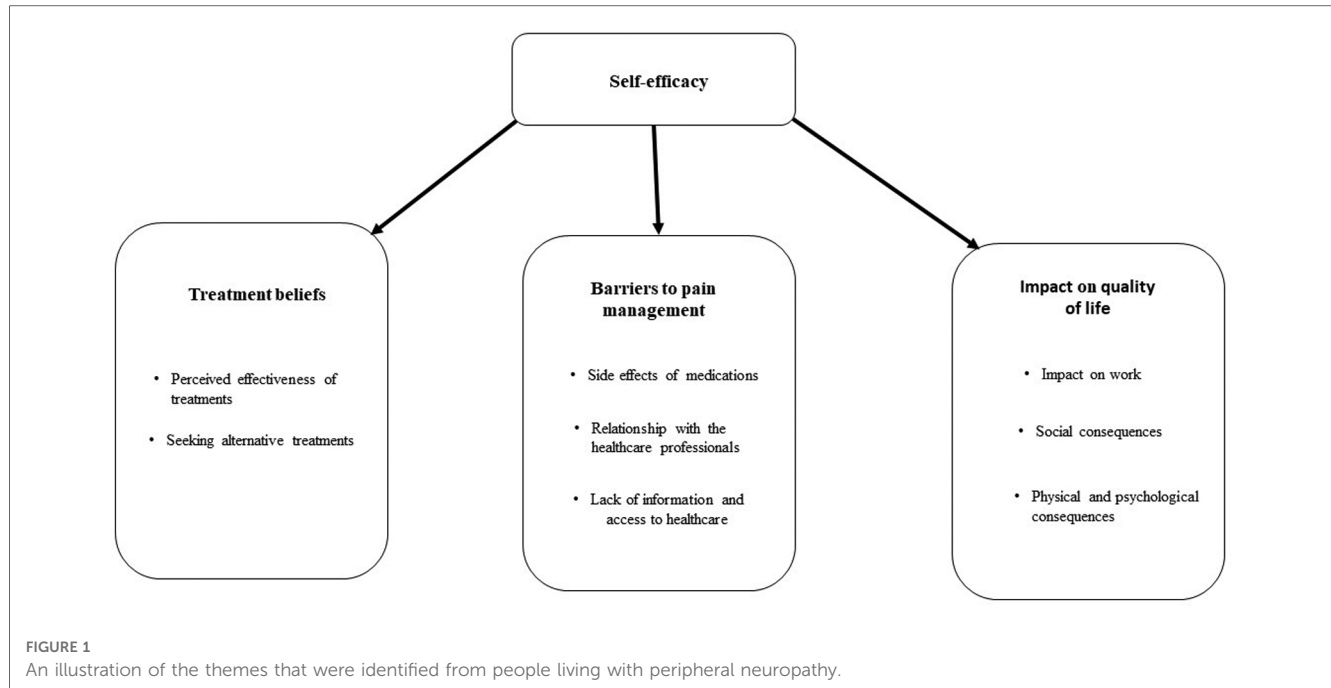 Self-efficacy
Treatment beliefs
• Perceived effectiveness of
treatments
• Seeking alternative treatments
Barriers to pain
management
• Side effects of medications
• Relationship with the
healthcare professionals
• Lack of information and
access to healthcare
Impact on quality
of life
• Impact on work
• Social consequences
• Physical and psychological
consequences
FIGURE 1
An illustration of the themes that were identified from people living with peripheral neuropathy.